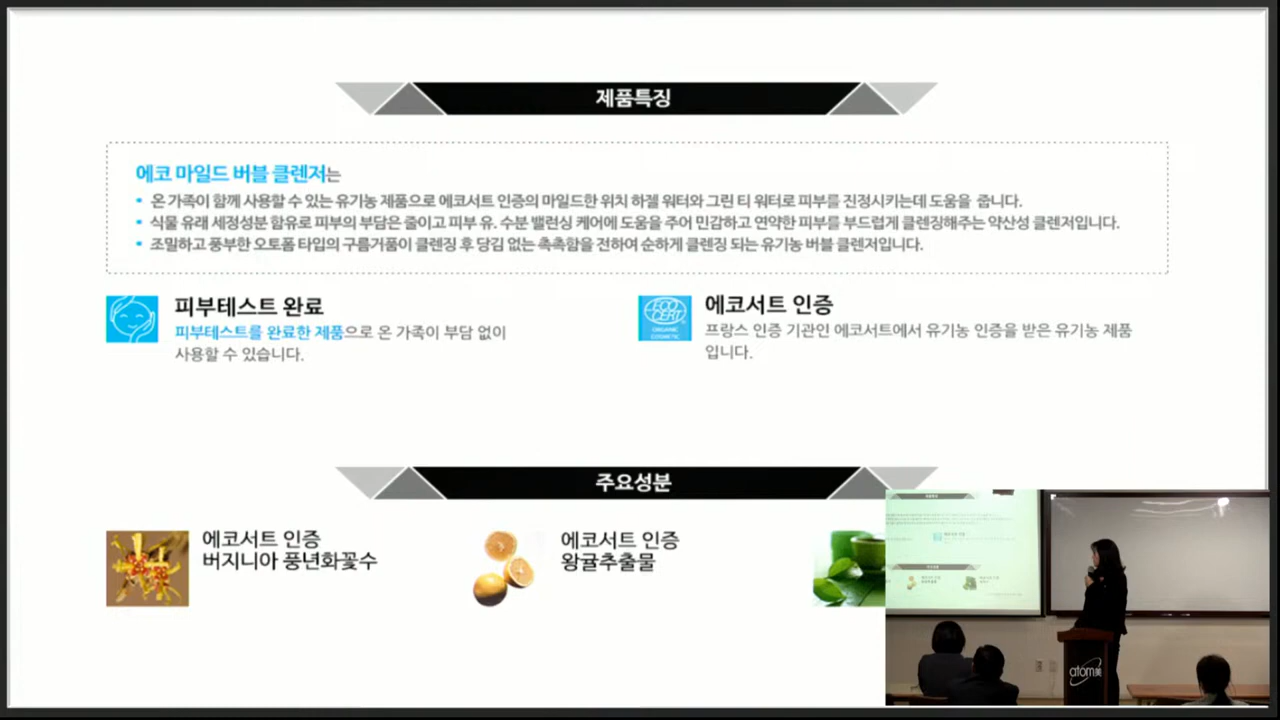 제품특징
에코 마일드 버블 클렌저는
• 온 가족이 함께 사용할 수 있는 유기농 제품으로 에코서트 인증의 마일드한 위치 하젤 워터와 그린 티 워터로 피부를 진정시키는데 도움을 줍니다.
• 식물 유래 세정성분 함유로 피부의 부담은 줄이고 피부 유. 수분 밸런싱 케어에 도움을 주어 민감하고 연약한 피부를 부드럽게 클렌징해주는 약산성 클렌저입니다.
• 조밀하고 풍부한 오토폼 타입의 구름거품이 클렌징 후 당김 없는 촉촉함을 전하여 순하게 클렌징 되는 유기농 버블 클렌저입니다.
피부테스트 완료
피부테스트를 완료한 제품으로 온 가족이 부담 없이
사용할 수 있습니다.
ECO
CERT
ORGANIC
COSMETIC
에코서트 인증
프랑스 인증 기관인 에코서트에서 유기농 인증을 받은 유기농 제품
입니다.
주요성분
에코서트 인증
버지니아 풍년화꽃수
에코서트 인증
왕귤추출물
atom美